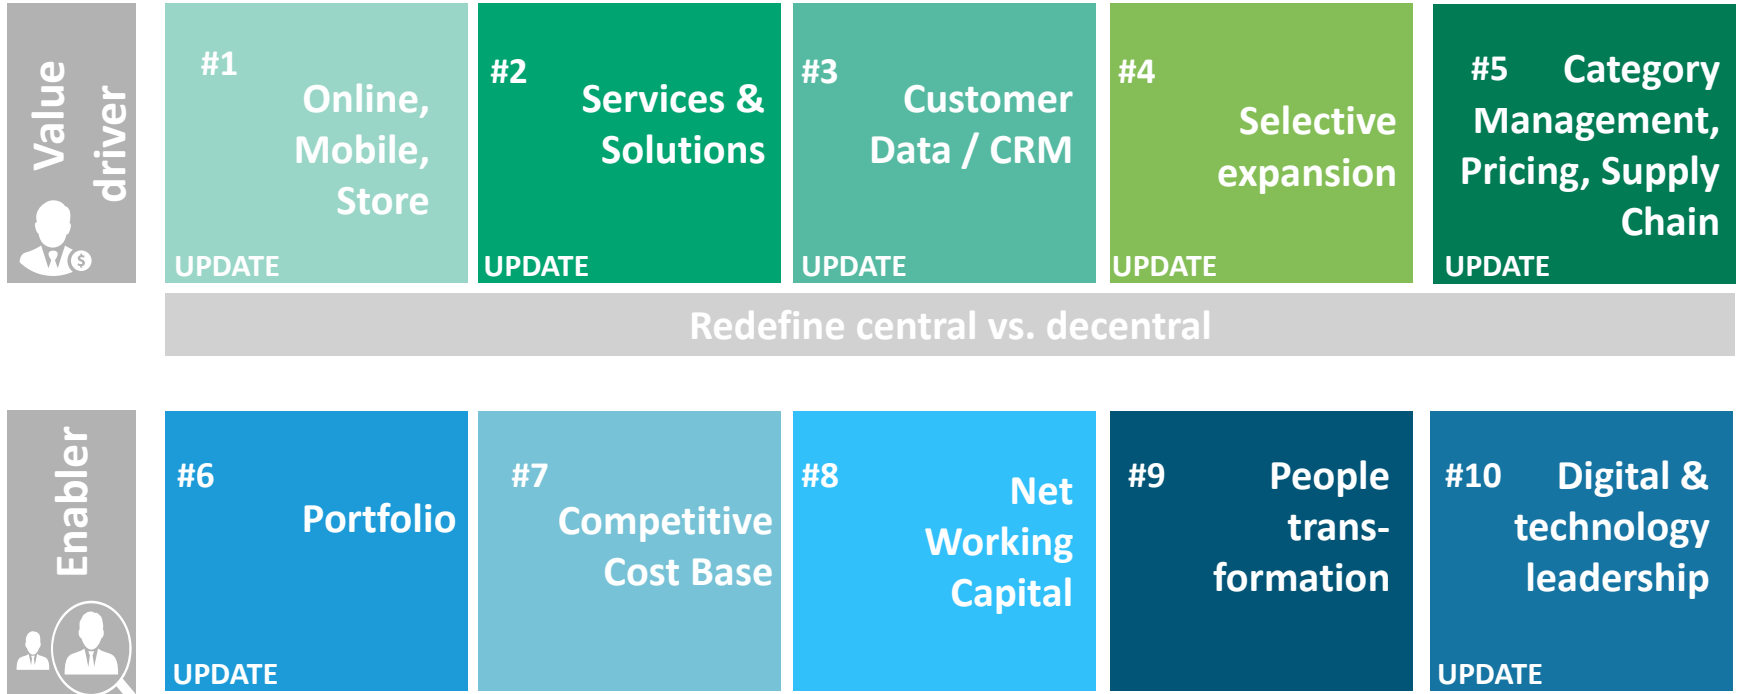 Value
driver
#1
Online,
Mobile,
Store
UPDATE
#2
Services &
Solutions
UPDATE
#3
Customer
Data / CRM
UPDATE
#4
Selective
expansion
UPDATE
#5 Category
Management,
Pricing, Supply
Chain
UPDATE
Redefine central vs. decentral
Enabler
#6
Portfolio
UPDATE
#7
Competitive
Cost Base
#8
Net
Working
Capital
#9 People
trans-
formation
#10 Digital &
technology
leadership
UPDATE
$